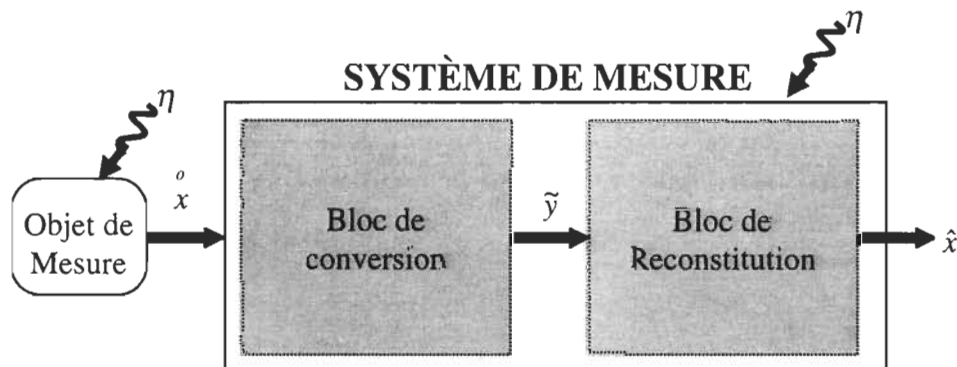 η
SYSTÈME DE MESURE
η
Objet de
Mesure
x̊
Bloc de
conversion
ỹ
Bloc de
Reconstitution
x̂